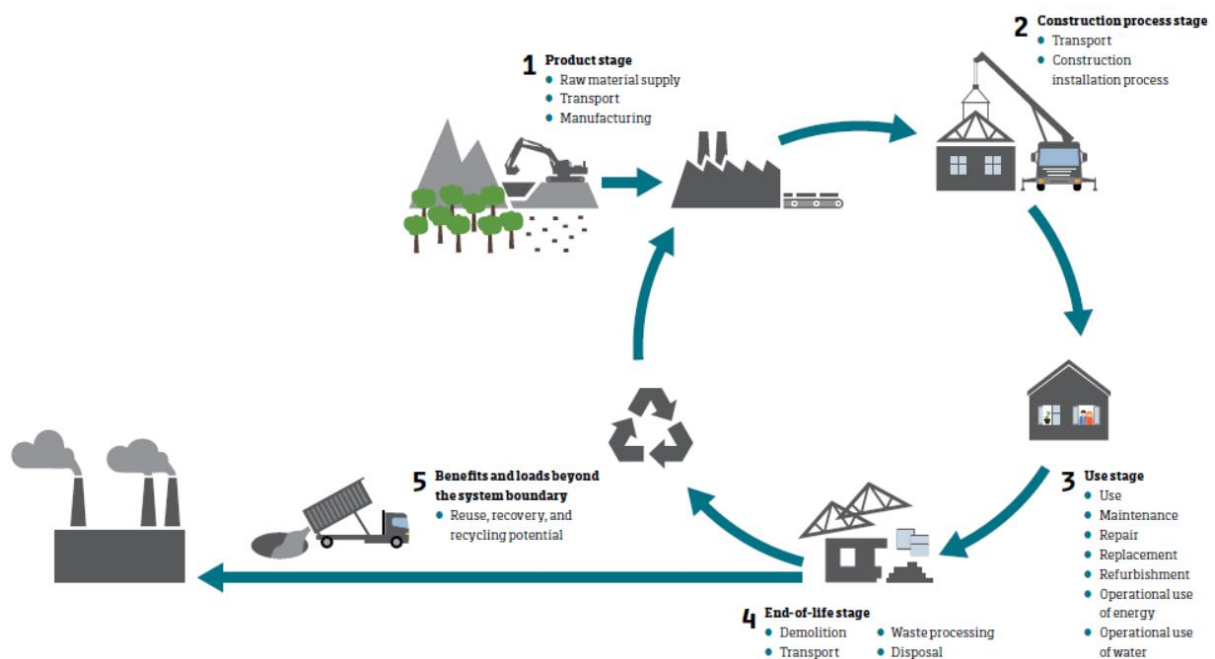 1 Product stage
Raw material supply
Transport
Manufacturing
2 Construction process stage
Transport
Construction
installation process
3 Use stage
Use
Maintenance
Repair
Replacement
Refurbishment
Operational use
of energy
Operational use
of water
4 End-of-life stage
Demolition
Transport
Waste processing
Disposal
5 Benefits and loads beyond
the system boundary
Reuse, recovery, and
recycling potential